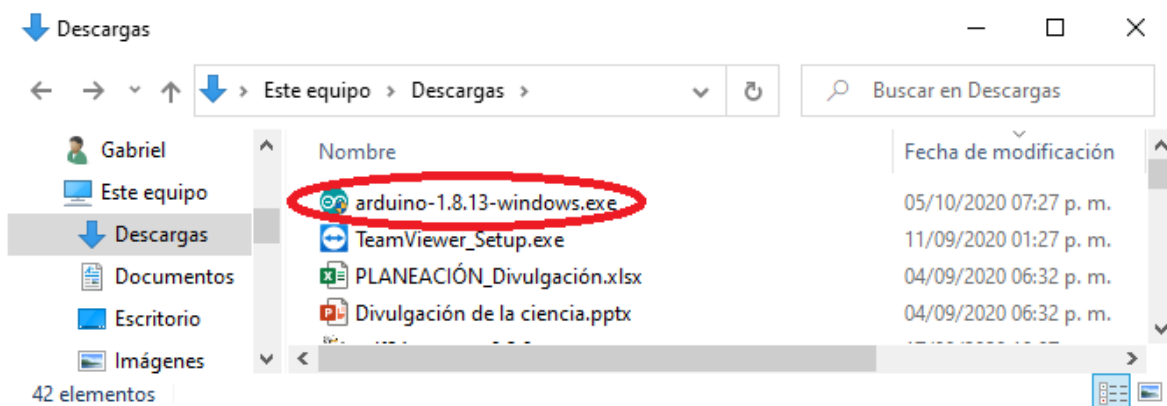 Descargas
Este equipo > Descargas >
Buscar en Descargas
Gabriel
Este equipo
Descargas
Documentos
Escritorio
Imágenes
Nombre Fecha de modificación
arduino-1.8.13-windows.exe 05/10/2020 07:27 p. m.
TeamViewer_Setup.exe 11/09/2020 01:27 p. m.
PLANEACIÓN_Divulgación.xlsx 04/09/2020 06:32 p. m.
Divulgación de la ciencia.pptx 04/09/2020 06:32 p. m.
42 elementos